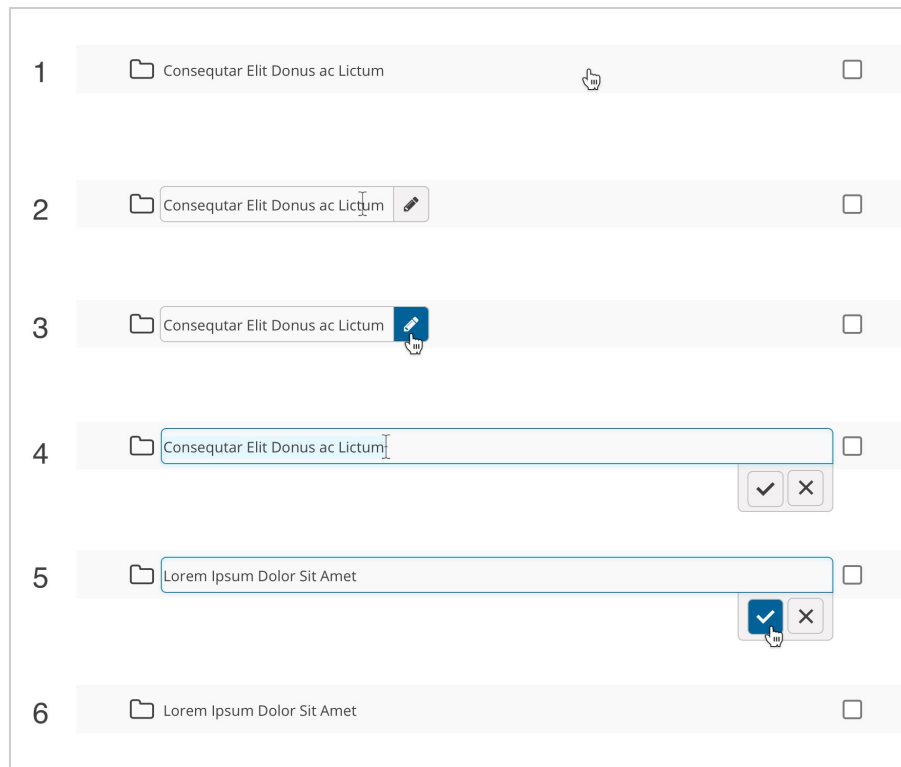 1 Consequtar Elit Donus ac Lictum
2 Consequtar Elit Donus ac Lictum
3 Consequtar Elit Donus ac Lictum
4 Consequtar Elit Donus ac Lictum
5 Lorem Ipsum Dolor Sit Amet
6 Lorem Ipsum Dolor Sit Amet